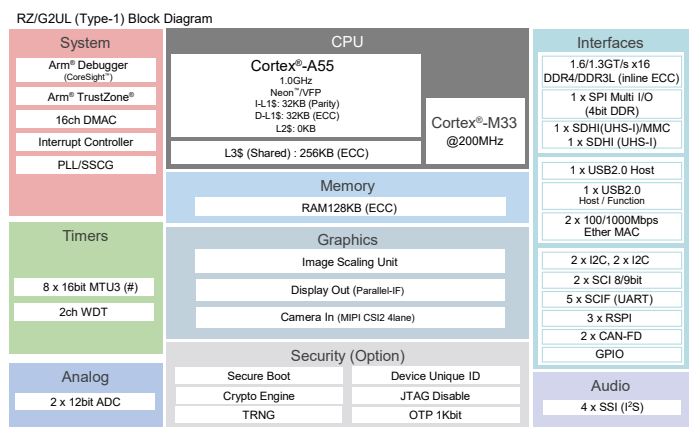 RZ/G2UL (Type-1) Block Diagram
System
Arm® Debugger
(CoreSight™)
Arm® TrustZone®
16ch DMAC
Interrupt Controller
PLL/SSCG
Timers
8 x 16bit MTU3 (#)
2ch WDT
Analog
2 x 12bit ADC
CPU
Cortex®-A55
1.0GHz
Neon™/VFP
I-L1$: 32KB (Parity)
D-L1$: 32KB (ECC)
L2$: 0KB
L3$ (Shared) : 256KB (ECC)
Cortex®-M33
@200MHz
Memory
RAM128KB (ECC)
Graphics
Image Scaling Unit
Display Out (Parallel-IF)
Camera In (MIPI CSI2 4lane)
Security (Option)
Secure Boot
Device Unique ID
Crypto Engine
JTAG Disable
TRNG
OTP 1Kbit
Interfaces
1.6/1.3GT/s x16
DDR4/DDR3L (inline ECC)
1 x SPI Multi I/O
(4bit DDR)
1 x SDHI(UHS-I)/MMC
1 x SDHI (UHS-I)
1 x USB2.0 Host
1 x USB2.0
Host / Function
2 x 100/1000Mbps
Ether MAC
2 x I2C, 2 x I2C
2 x SCI 8/9bit
5 x SCIF (UART)
3 x RSPI
2 x CAN-FD
GPIO
Audio
4 x SSI (I²S)